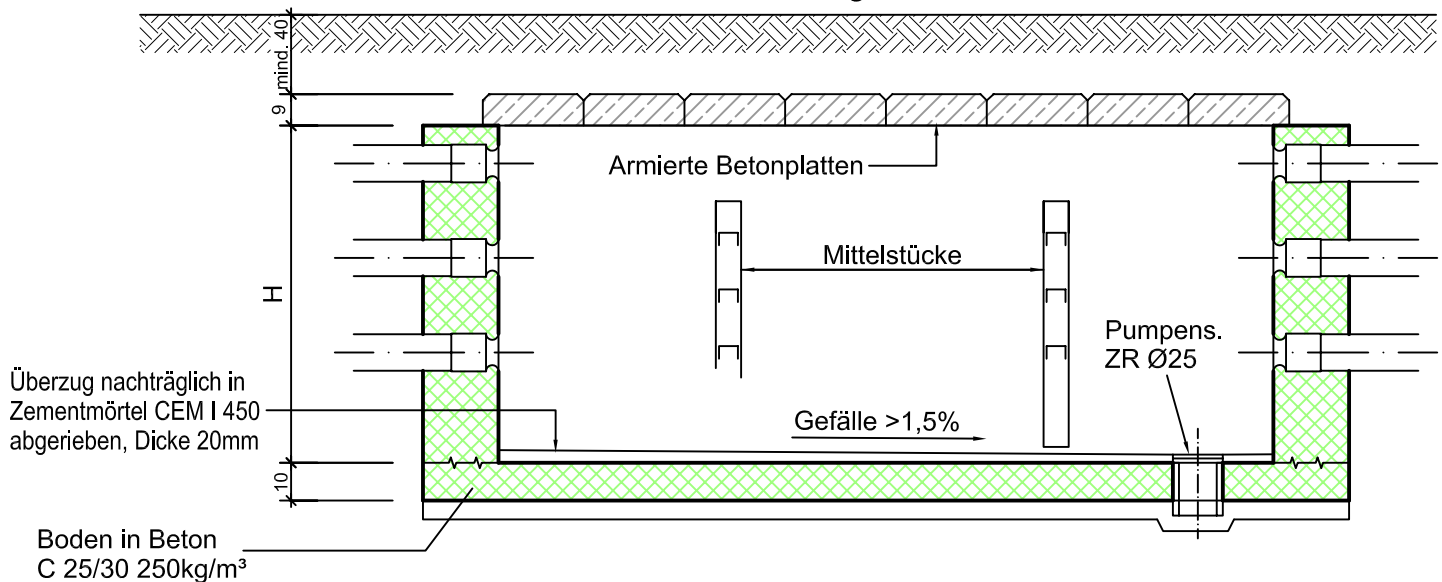 mind. 40
9
Armierte Betonplatten
Mittelstücke
H
Pumpens.
ZR Ø25
Überzug nachträglich in
Zementmörtel CEM I 450
abgerieben, Dicke 20mm
Gefälle >1,5%
10
Boden in Beton
C 25/30 250kg/m³